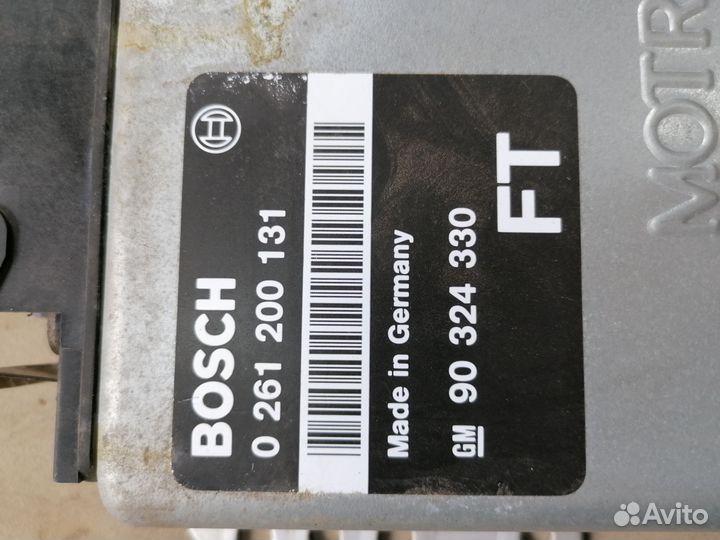 BOSCH
0 261 200 131
Made in Germany
GM 90 324 330
FT
MOTR
Avito